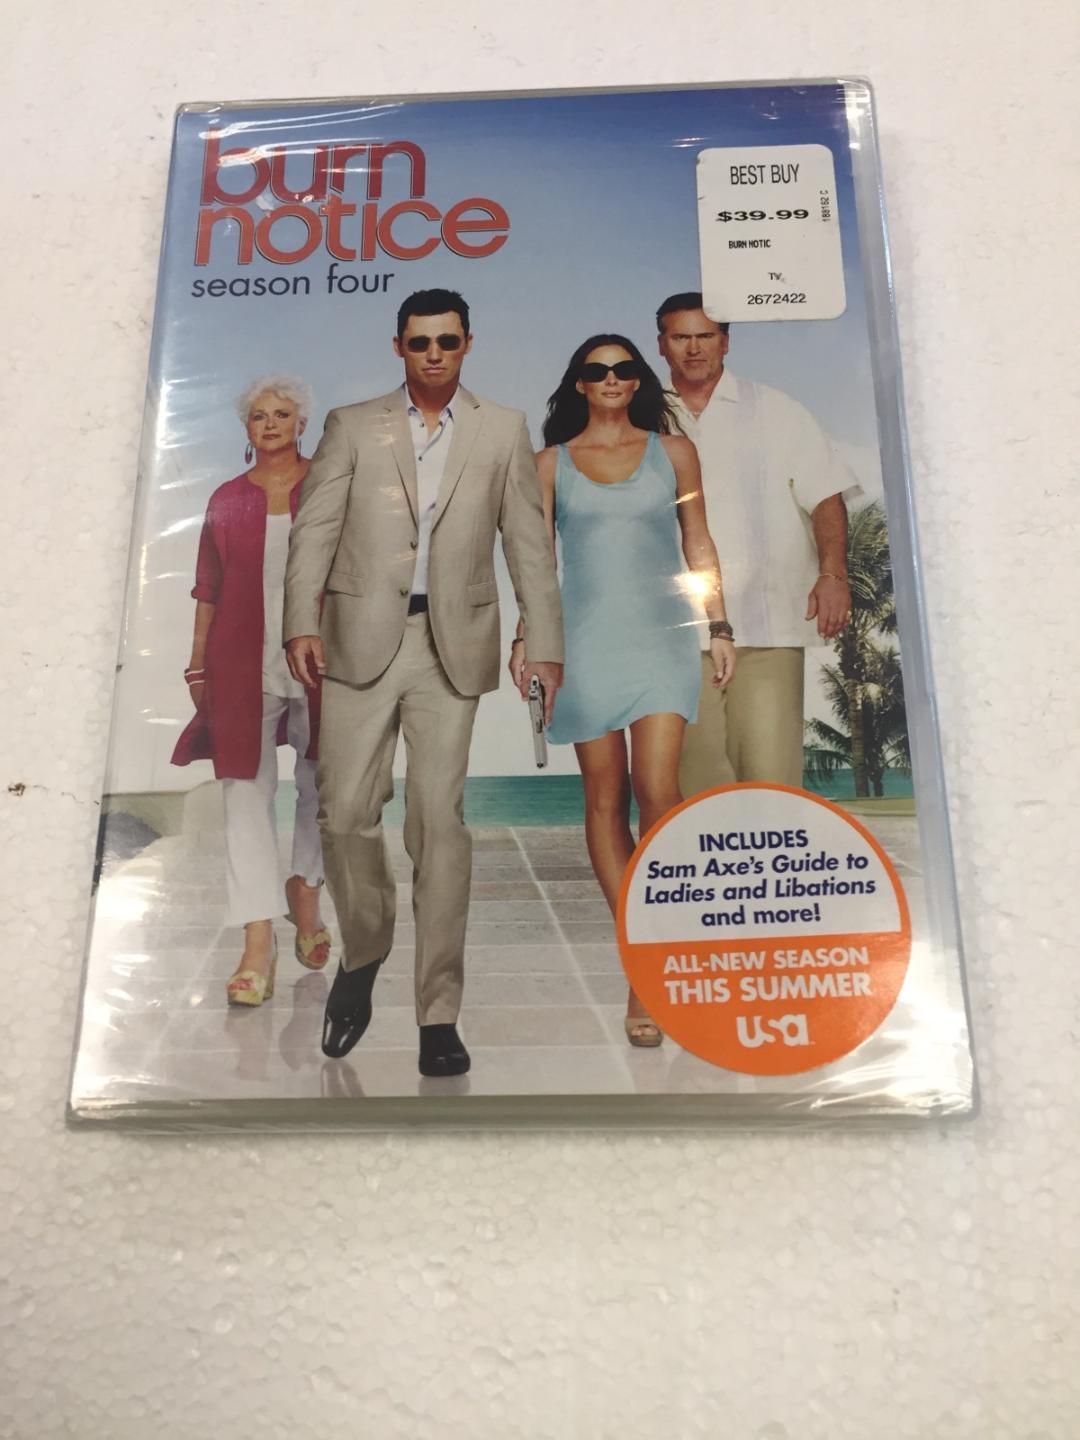 burn
notice
season four
BEST BUY
$39.99
188162 C
BURN NOTIC
TV
2672422
INCLUDES
Sam Axe's Guide to
Ladies and Libations
and more!
ALL-NEW SEASON
THIS SUMMER
usa